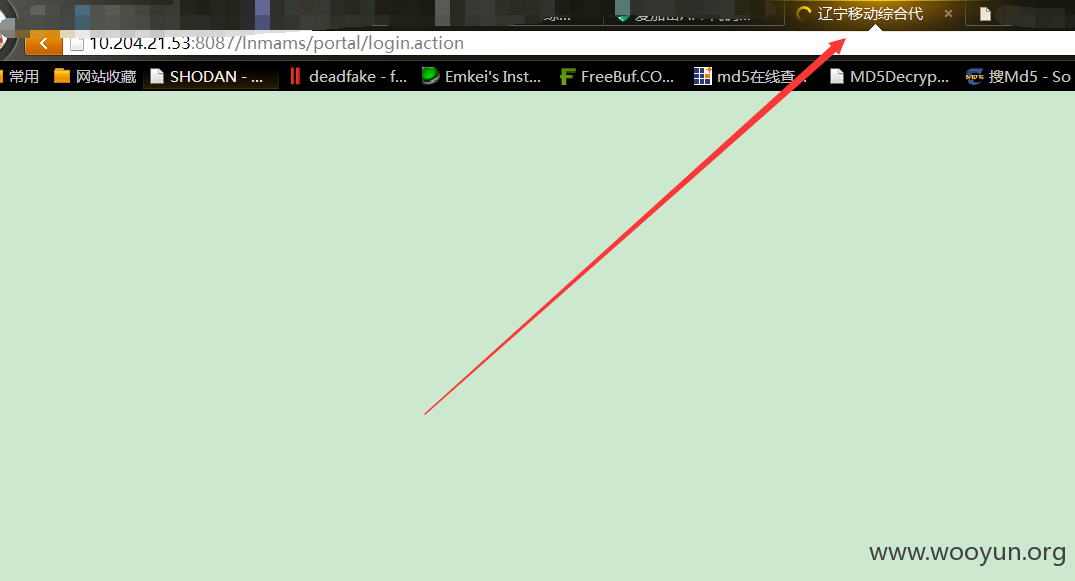 辽宁移动综合代
10.204.21.53:8087/lnmams/portal/login.action
常用 网站收藏 SHODAN - ... deadfake - f... Emkei's Inst... FreeBuf.CO... md5在线查... MD5Decryp... 搜Md5 - So
www.wooyun.org